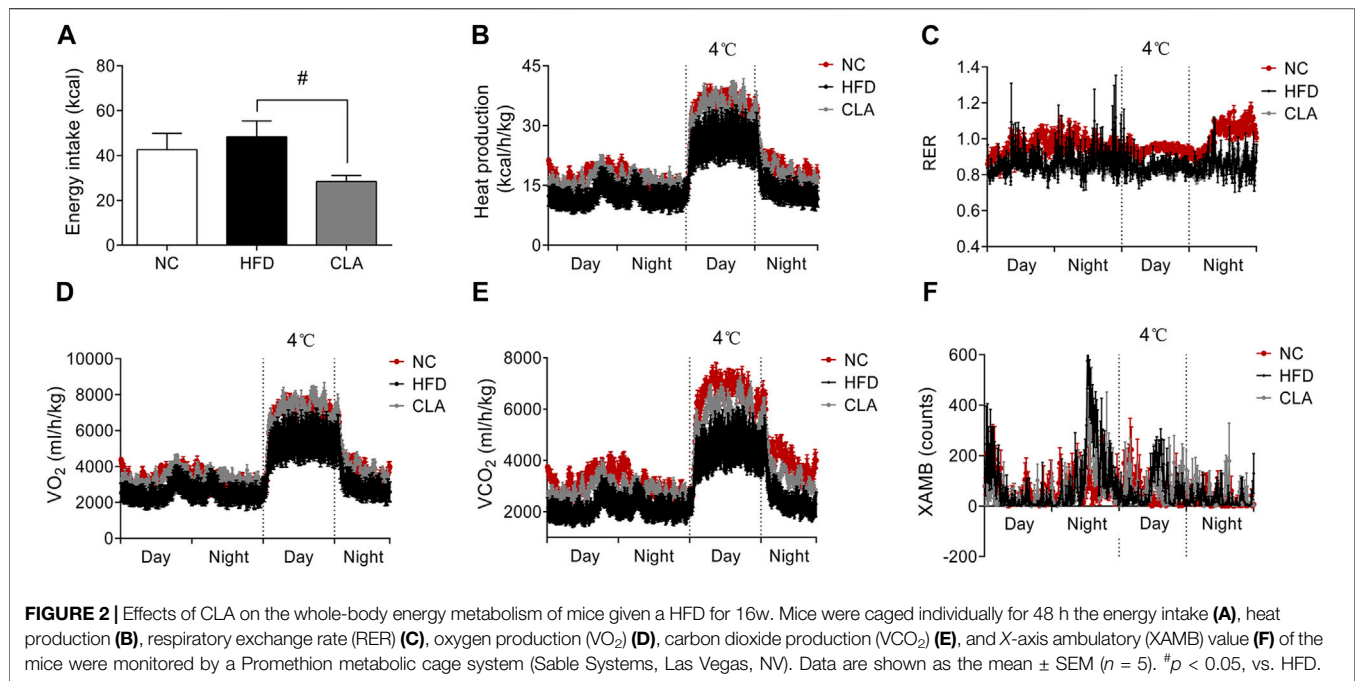 A
Energy intake (kcal)
80
60
40
20
0
#
NC
HFD
CLA
B
4℃
Heat production
(kcal/h/kg)
45
30
15
0
NC
HFD
CLA
Day
Night
Day
Night
C
4℃
RER
1.4
1.2
1.0
0.8
0.6
0.4
NC
HFD
CLA
Day
Night
Day
Night
D
4℃
VO2 (ml/h/kg)
10000
8000
6000
4000
2000
0
NC
HFD
CLA
Day
Night
Day
Night
E
4℃
VCO2 (ml/h/kg)
8000
6000
4000
2000
NC
HFD
CLA
Day
Night
Day
Night
F
4℃
XAMB (counts)
600
400
200
0
-200
NC
HFD
CLA
Day
Night
Day
Night
FIGURE 2 | Effects of CLA on the whole-body energy metabolism of mice given a HFD for 16w. Mice were caged individually for 48 h the energy intake (A), heat
production (B), respiratory exchange rate (RER) (C), oxygen production (VO2) (D), carbon dioxide production (VCO2) (E), and X-axis ambulatory (XAMB) value (F) of the
mice were monitored by a Promethion metabolic cage system (Sable Systems, Las Vegas, NV). Data are shown as the mean ± SEM (n = 5). #p < 0.05, vs. HFD.